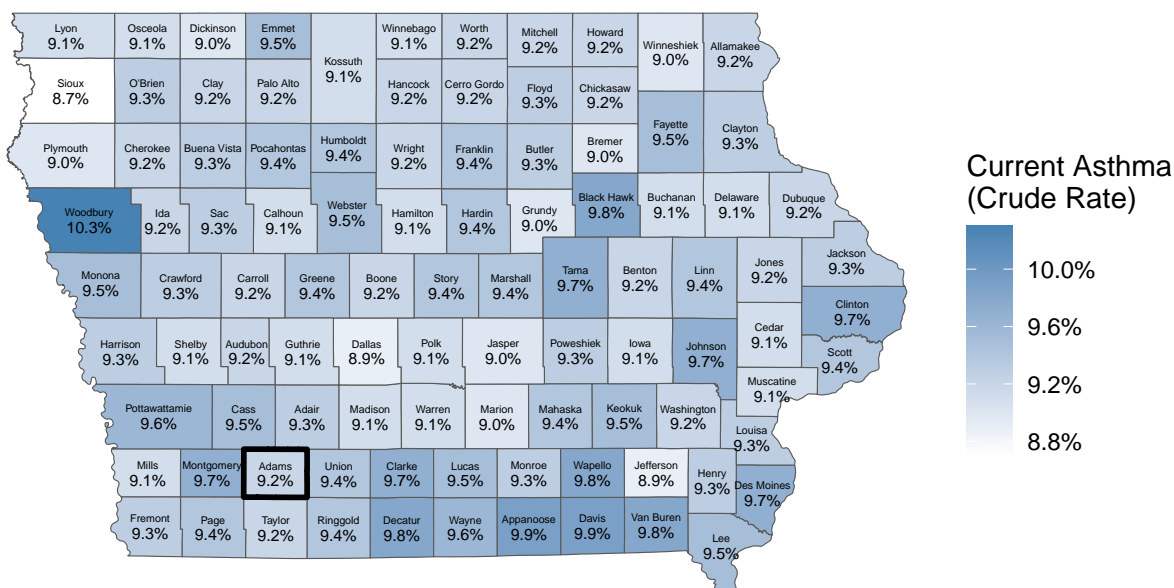 Lyon
9.1%
Osceola
9.1%
Dickinson
9.0%
Emmet
9.5%
Kossuth
9.1%
Winnebago
9.1%
Worth
9.2%
Mitchell
9.2%
Howard
9.2%
Winneshiek
9.0%
Allamakee
9.2%
Sioux
8.7%
O'Brien
9.3%
Clay
9.2%
Palo Alto
9.2%
Hancock
9.2%
Cerro Gordo
9.2%
Floyd
9.3%
Chickasaw
9.2%
Fayette
9.5%
Clayton
9.3%
Plymouth
9.0%
Cherokee
9.2%
Buena Vista
9.3%
Pocahontas
9.4%
Humboldt
9.4%
Wright
9.2%
Franklin
9.4%
Butler
9.3%
Bremer
9.0%
Woodbury
10.3%
Ida
9.2%
Sac
9.3%
Calhoun
9.1%
Webster
9.5%
Hamilton
9.1%
Hardin
9.4%
Grundy
9.0%
Black Hawk
9.8%
Buchanan
9.1%
Delaware
9.1%
Dubuque
9.2%
Monona
9.5%
Crawford
9.3%
Carroll
9.2%
Greene
9.4%
Boone
9.2%
Story
9.4%
Marshall
9.4%
Tama
9.7%
Benton
9.2%
Linn
9.4%
Jones
9.2%
Jackson
9.3%
Clinton
9.7%
Harrison
9.3%
Shelby
9.1%
Audubon
9.2%
Guthrie
9.1%
Dallas
8.9%
Polk
9.1%
Jasper
9.0%
Poweshiek
9.3%
Iowa
9.1%
Johnson
9.7%
Cedar
9.1%
Scott
9.4%
Muscatine
9.1%
Pottawattamie
9.6%
Cass
9.5%
Adair
9.3%
Madison
9.1%
Warren
9.1%
Marion
9.0%
Mahaska
9.4%
Keokuk
9.5%
Washington
9.2%
Louisa
9.3%
Mills
9.1%
Montgomery
9.7%
Adams
9.2%
Union
9.4%
Clarke
9.7%
Lucas
9.5%
Monroe
9.3%
Wapello
9.8%
Jefferson
8.9%
Henry
9.3%
Des Moines
9.7%
Fremont
9.3%
Page
9.4%
Taylor
9.2%
Ringgold
9.4%
Decatur
9.8%
Wayne
9.6%
Appanoose
9.9%
Davis
9.9%
Van Buren
9.8%
Lee
9.5%
Current Asthma
(Crude Rate)
10.0%
9.6%
9.2%
8.8%